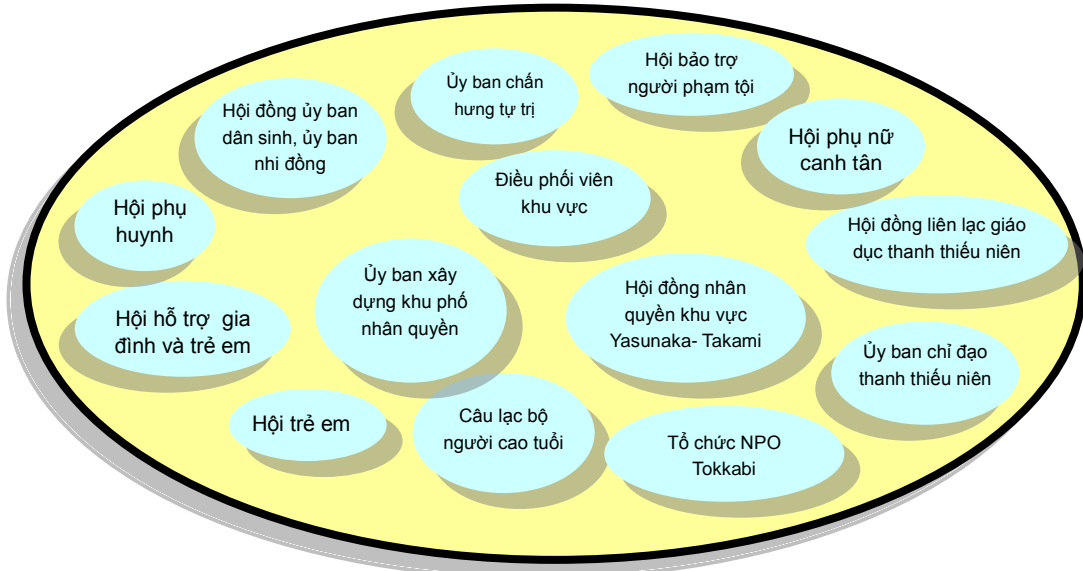 Hội bảo trợ
người phạm tội
Ủy ban chấn
hưng tự trị
Hội đồng ủy ban
dân sinh, ủy ban
nhi đồng
Hội phụ nữ
canh tân
Điều phối viên
khu vực
Hội phụ
huynh
Hội đồng liên lạc giáo
dục thanh thiếu niên
Ủy ban xây
dựng khu phố
nhân quyền
Hội đồng nhân
quyền khu vực
Yasunaka- Takami
Hội hỗ trợ gia
đình và trẻ em
Ủy ban chỉ đạo
thanh thiếu niên
Hội trẻ em
Câu lạc bộ
người cao tuổi
Tổ chức NPO
Tokkabi